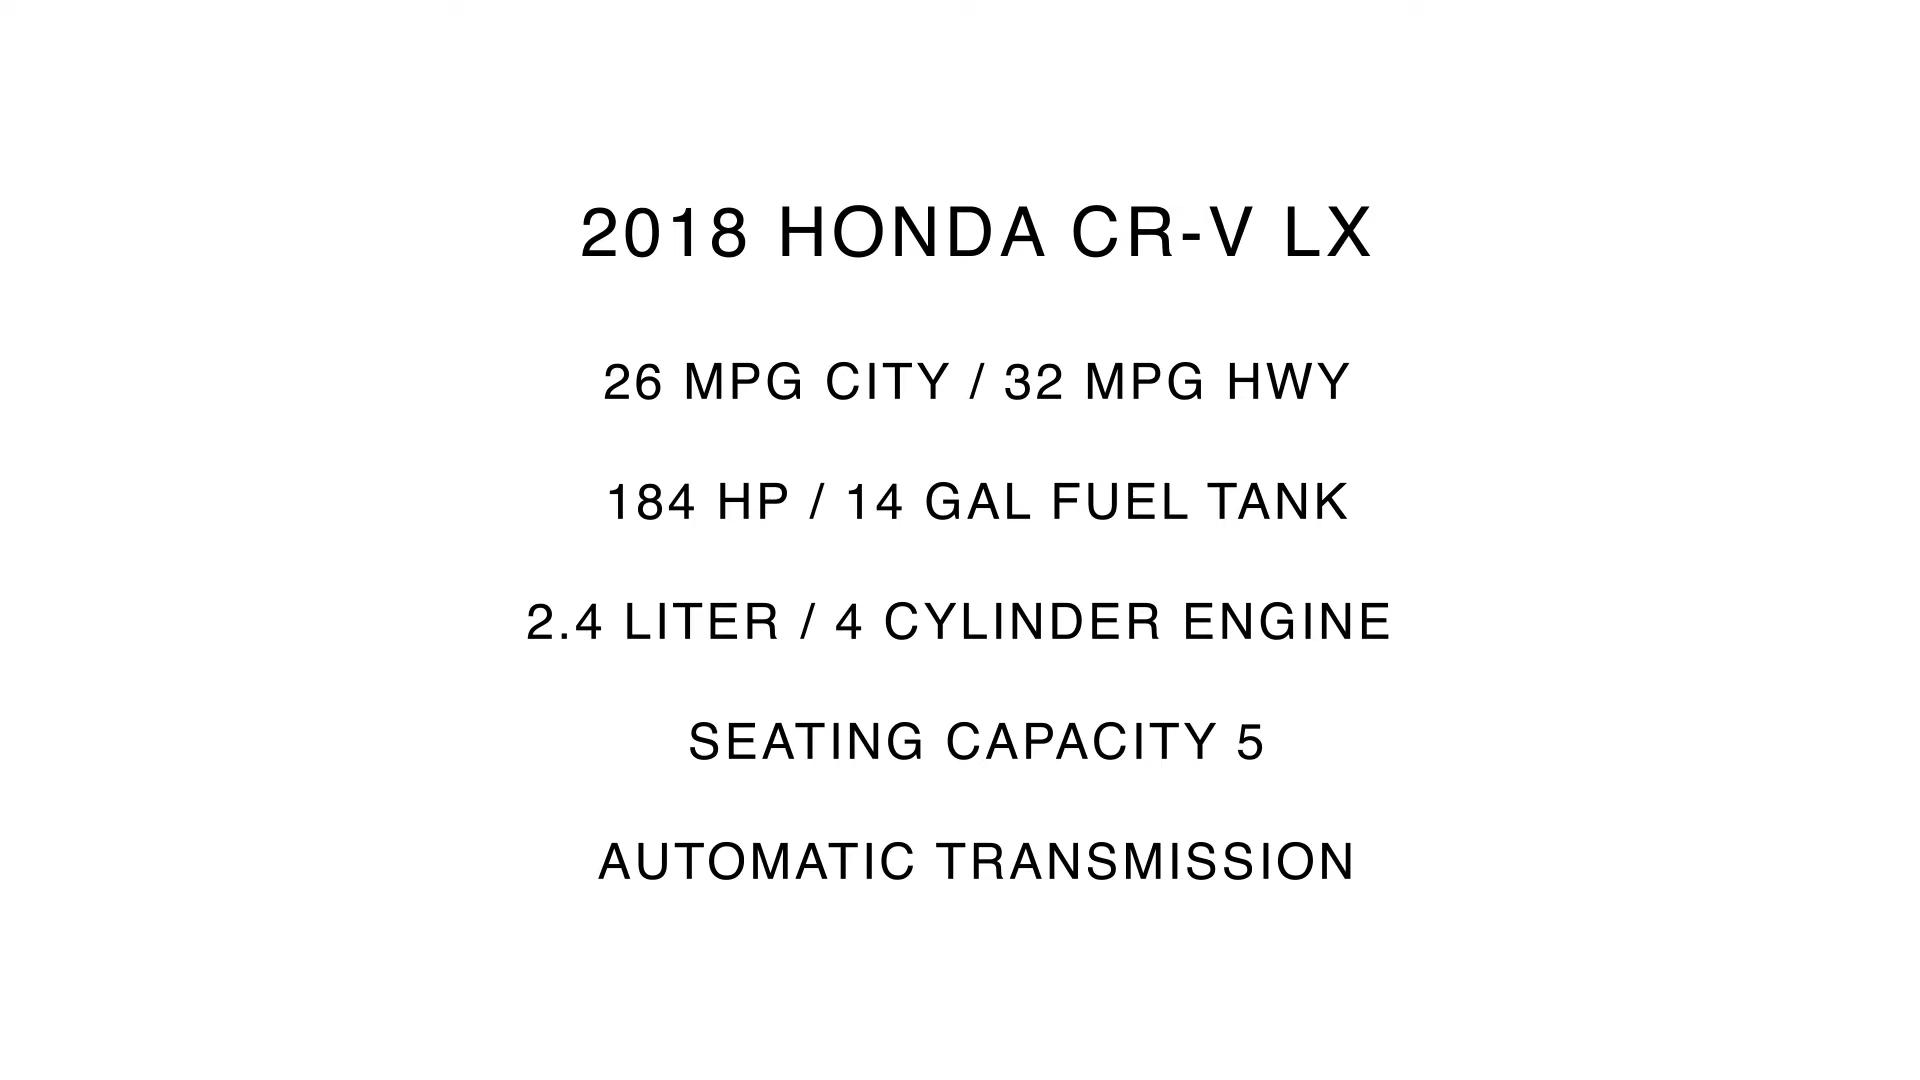 2018 HONDA CR-V LX
26 MPG CITY / 32 MPG HWY
184 HP / 14 GAL FUEL TANK
2.4 LITER / 4 CYLINDER ENGINE
SEATING CAPACITY 5
AUTOMATIC TRANSMISSION